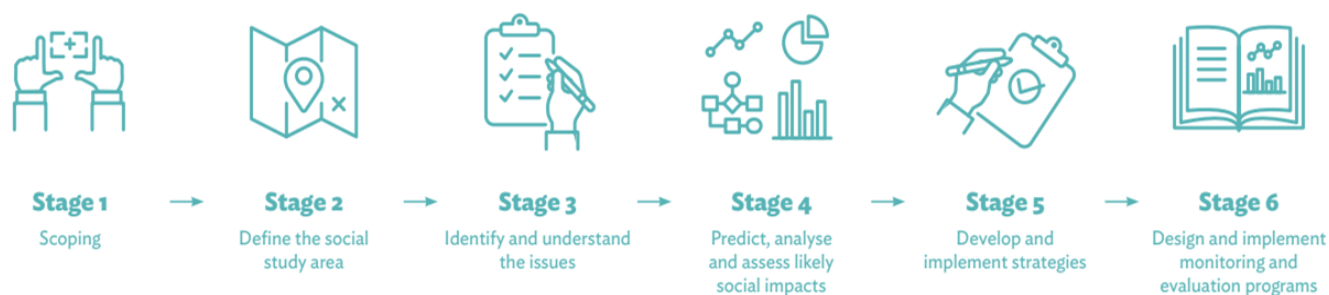 Stage 1
Scoping
Stage 2
Define the social
study area
Stage 3
Identify and understand
the issues
Stage 4
Predict, analyse
and assess likely
social impacts
Stage 5
Develop and
implement strategies
Stage 6
Design and implement
monitoring and
evaluation programs